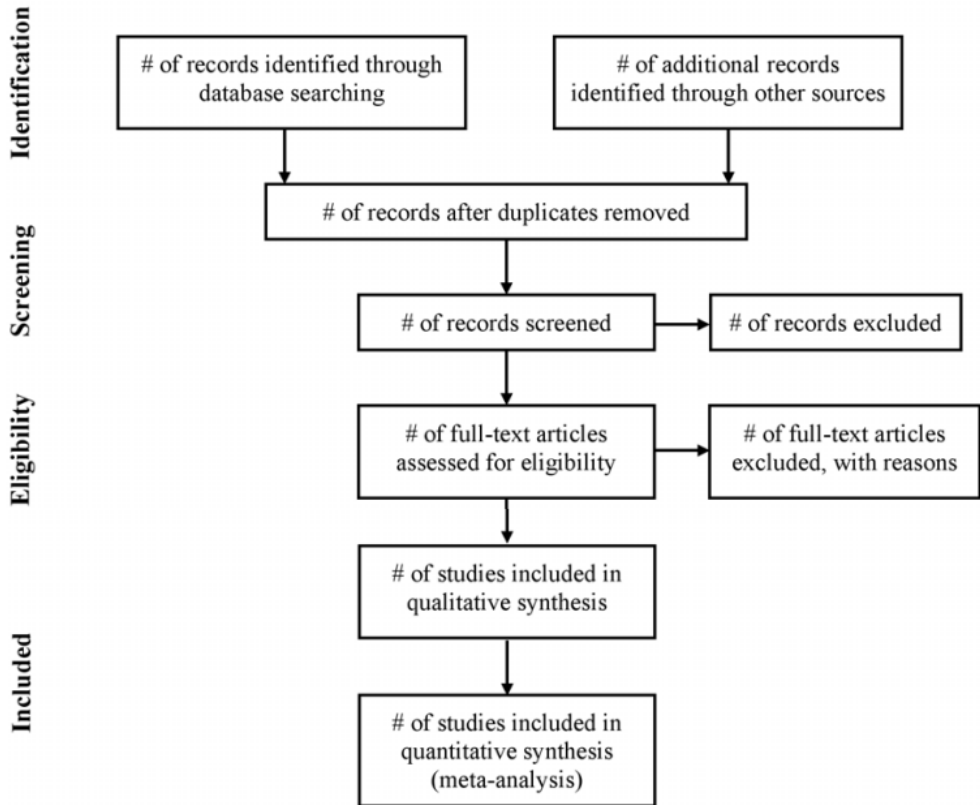 Identification
# of records identified through
database searching
# of additional records
identified through other sources
# of records after duplicates removed
Screening
# of records screened
# of records excluded
Eligibility
# of full-text articles
assessed for eligibility
# of full-text articles
excluded, with reasons
# of studies included in
qualitative synthesis
Included
# of studies included in
quantitative synthesis
(meta-analysis)